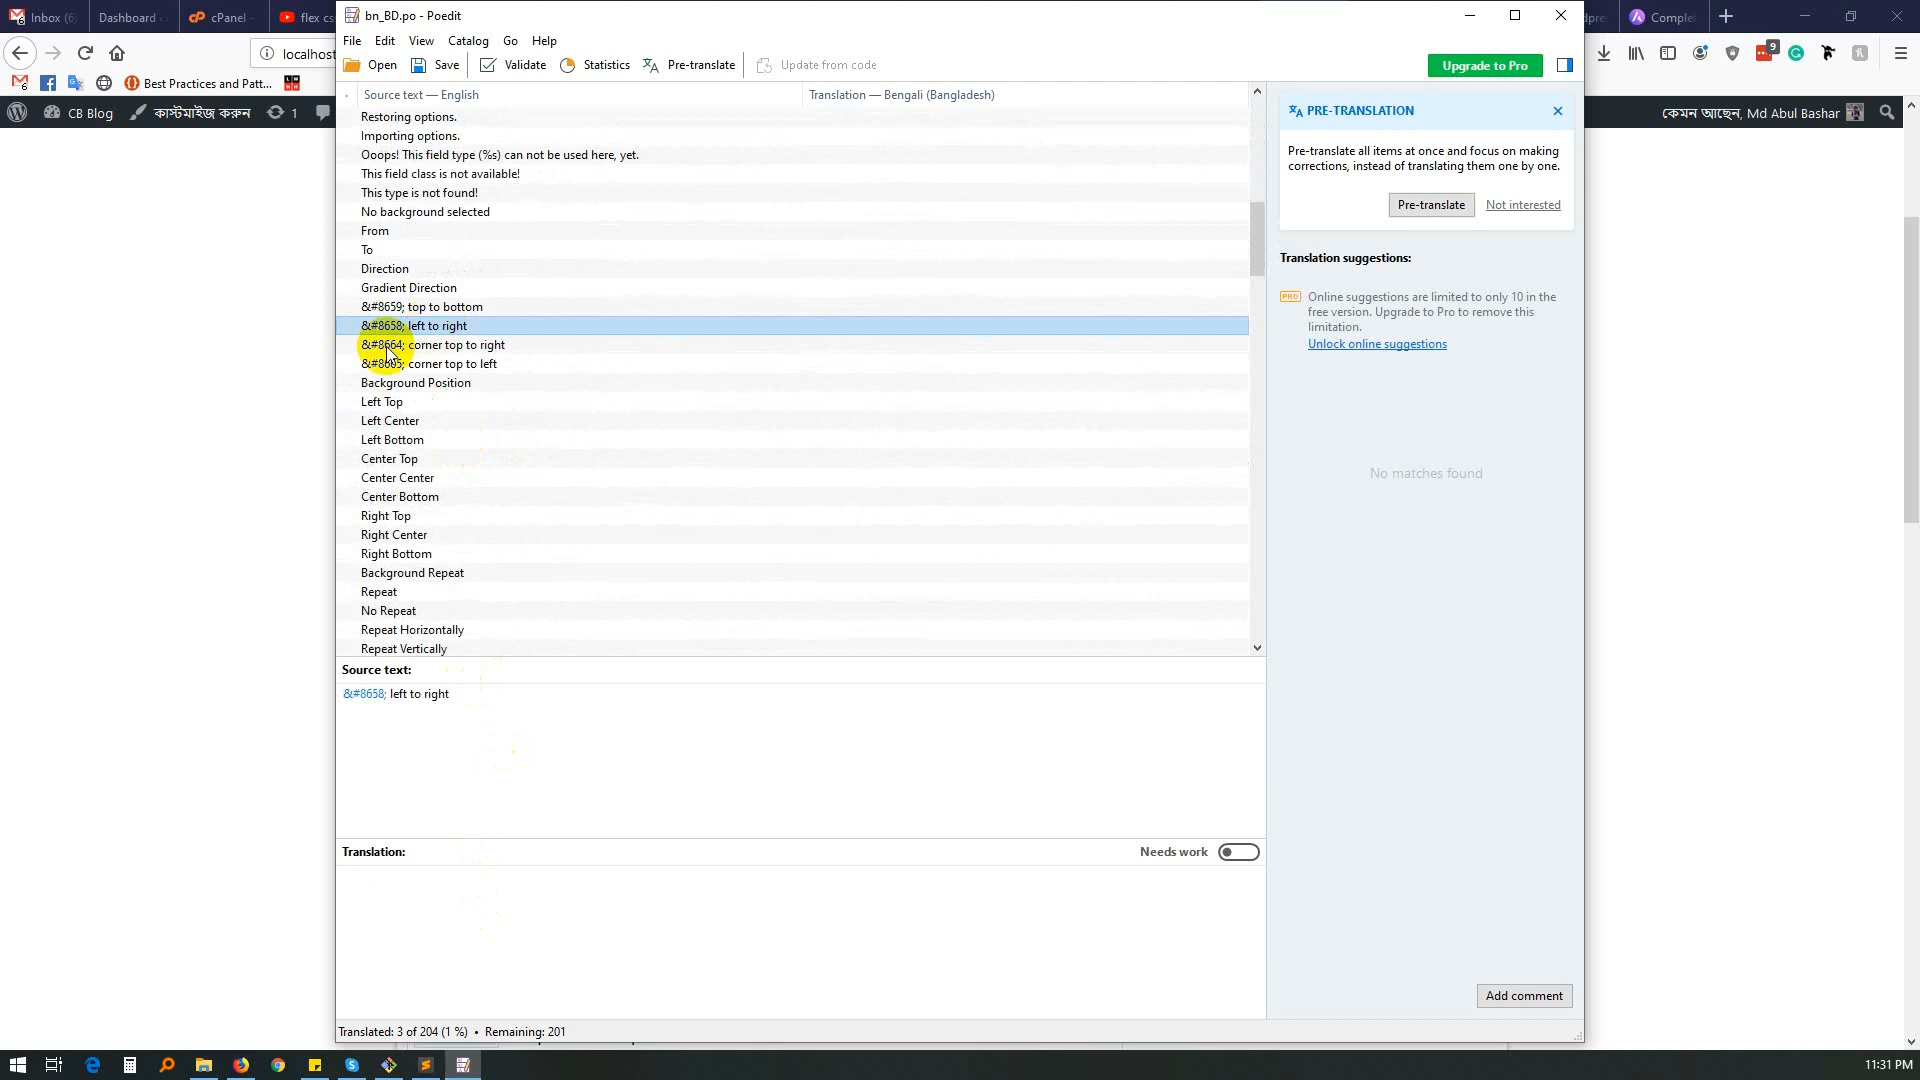 Inbox (6)
Dashboard
cPanel -
flex cs
bn_BD.po - Poedit
Comple
File Edit View Catalog Go Help
localhost
9
Open Save Validate Statistics Pre-translate Update from code
Upgrade to Pro
Best Practices and Patt...
Source text — English Translation — Bengali (Bangladesh)
CB Blog কাস্টমাইজ করুন 1
কেমন আছেন, Md Abul Bashar
Restoring options.
Importing options.
Ooops! This field type (%s) can not be used here, yet.
This field class is not available!
This type is not found!
No background selected
From
To
Direction
Gradient Direction
&#8659; top to bottom
&#8658; left to right
&#8664; corner top to right
&#8665; corner top to left
Background Position
Left Top
Left Center
Left Bottom
Center Top
Center Center
Center Bottom
Right Top
Right Center
Right Bottom
Background Repeat
Repeat
No Repeat
Repeat Horizontally
Repeat Vertically
Source text:
&#8658; left to right
Translation:
Needs work
PRE-TRANSLATION
Pre-translate all items at once and focus on making
corrections, instead of translating them one by one.
Pre-translate Not interested
Translation suggestions:
PRO Online suggestions are limited to only 10 in the
free version. Upgrade to Pro to remove this
limitation.
Unlock online suggestions
No matches found
Add comment
Translated: 3 of 204 (1 %) • Remaining: 201
11:31 PM